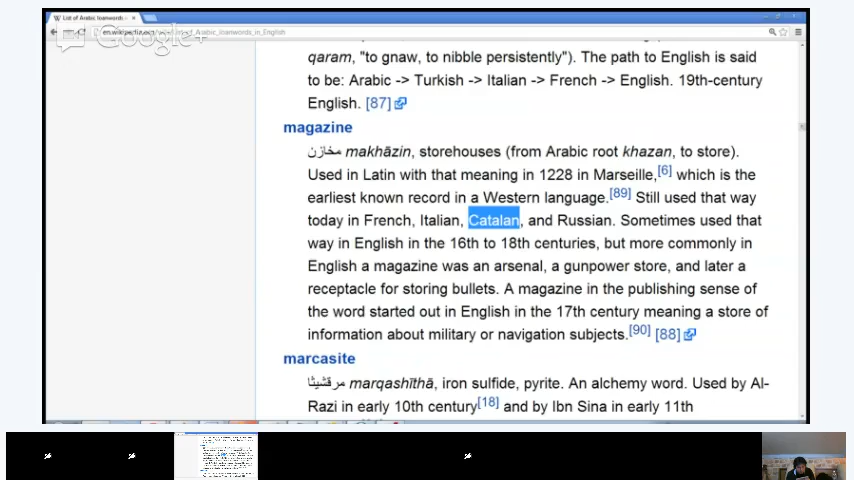 List of Arabic loanwords
Google+
en.wikipedia.org/wiki/List_of_Arabic_loanwords_in_English
qaram, "to gnaw, to nibble persistently"). The path to English is said
to be: Arabic -> Turkish -> Italian -> French -> English. 19th-century
English. [87]
magazine
مخازن makhāzin, storehouses (from Arabic root khazan, to store).
Used in Latin with that meaning in 1228 in Marseille,[6] which is the
earliest known record in a Western language.[89] Still used that way
today in French, Italian, Catalan, and Russian. Sometimes used that
way in English in the 16th to 18th centuries, but more commonly in
English a magazine was an arsenal, a gunpower store, and later a
receptacle for storing bullets. A magazine in the publishing sense of
the word started out in English in the 17th century meaning a store of
information about military or navigation subjects.[90] [88]
marcasite
مرقشيثا marqashīthā, iron sulfide, pyrite. An alchemy word. Used by Al-
Razi in early 10th century[18] and by Ibn Sina in early 11th